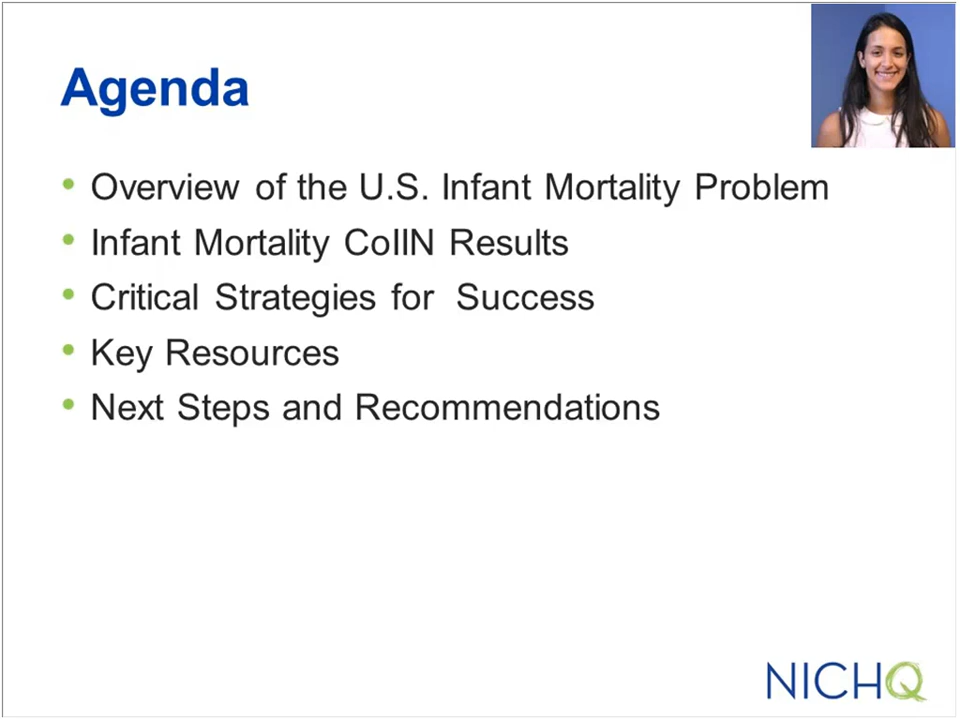 Agenda
• Overview of the U.S. Infant Mortality Problem
• Infant Mortality CoIIN Results
• Critical Strategies for  Success
• Key Resources
• Next Steps and Recommendations
NICHQ